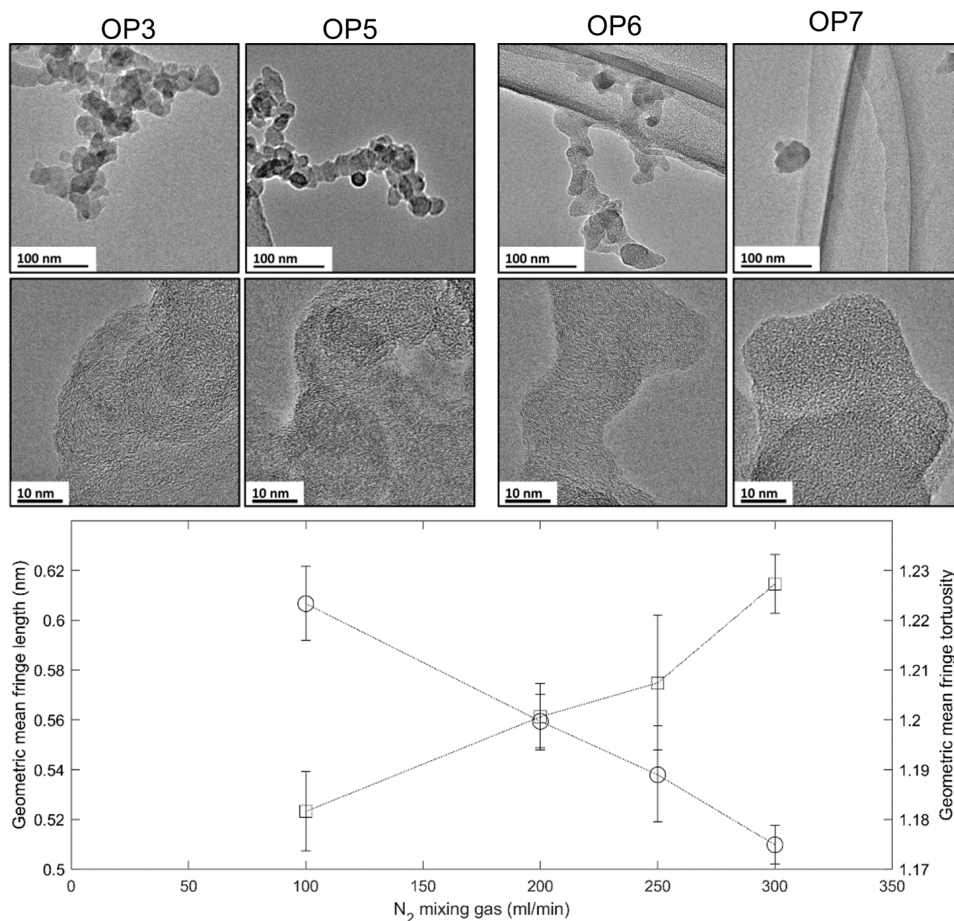 OP3 OP5 OP6 OP7
100 nm 100 nm 100 nm 100 nm
10 nm 10 nm 10 nm 10 nm
Geometric mean fringe length (nm)
0.62
0.6
0.58
0.56
0.54
0.52
0.5
0 50 100 150 200 250 300 350
N₂ mixing gas (ml/min)
1.23
1.22
1.21
1.2
1.19
1.18
1.17
Geometric mean fringe tortuosity